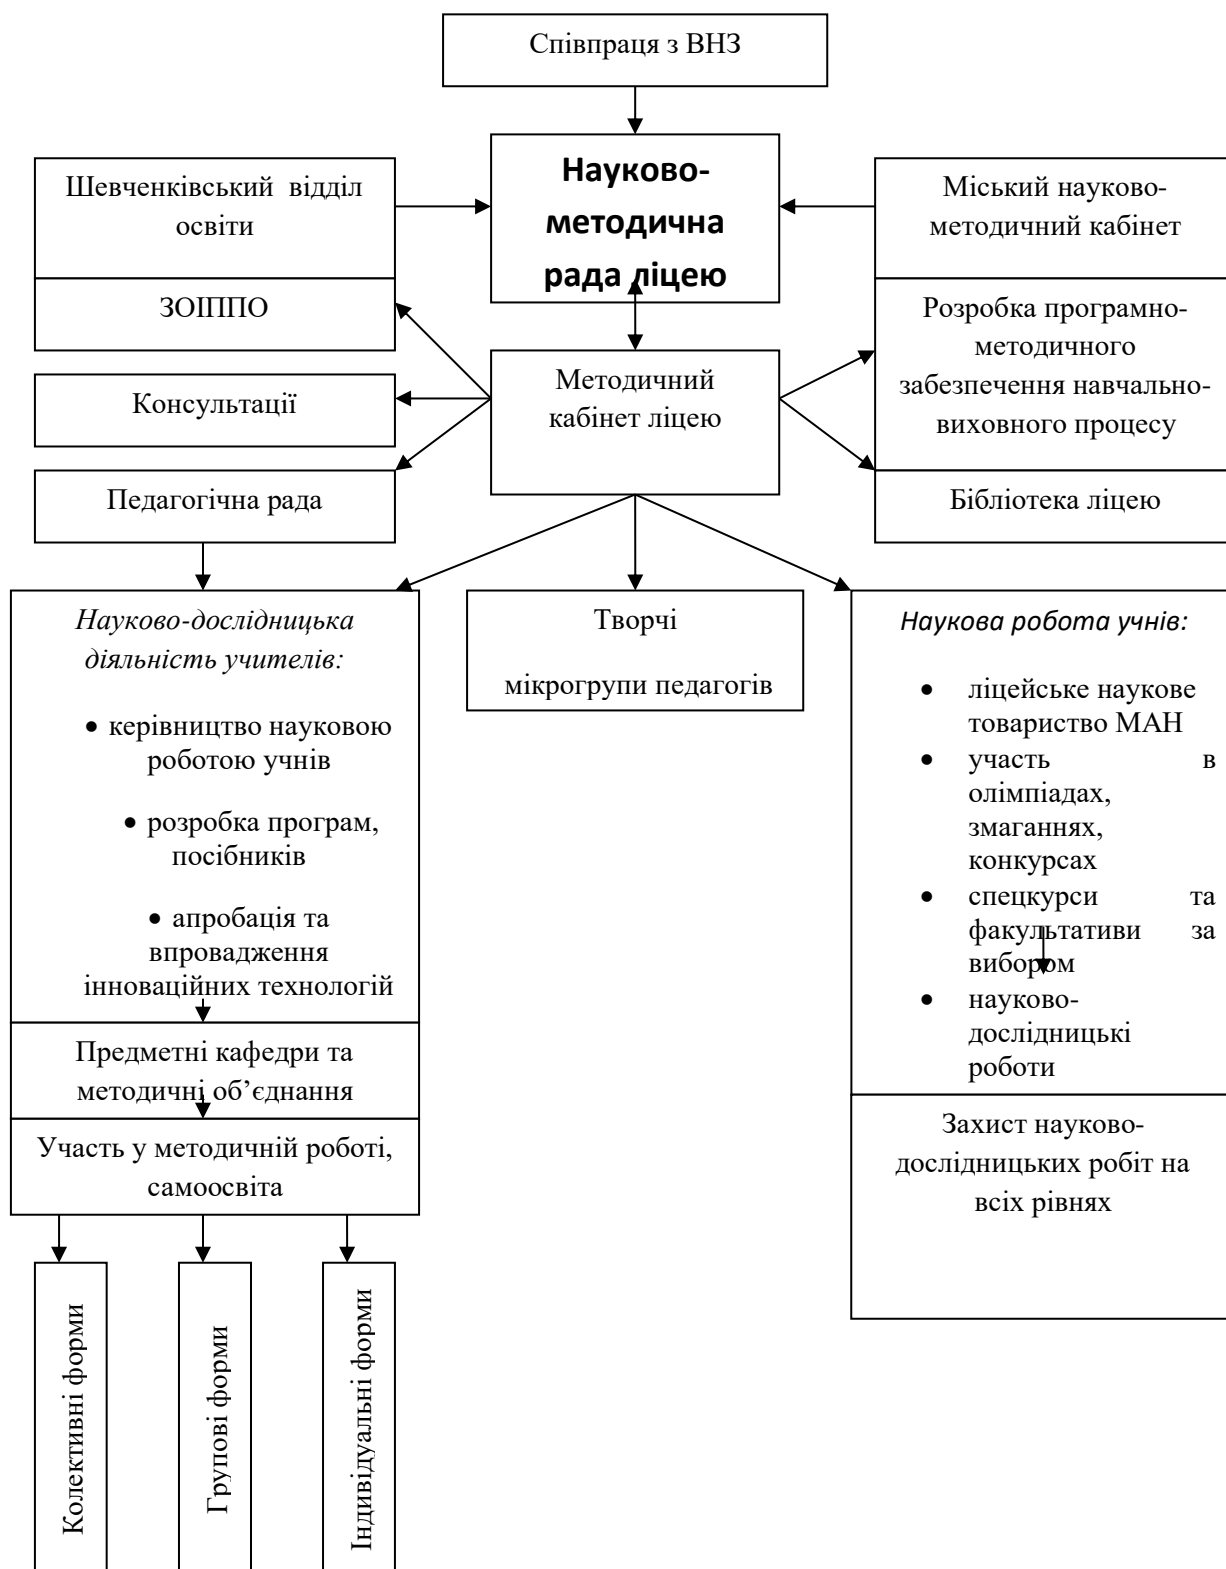 Співпраця з ВНЗ
Науково-
методична
рада ліцею
Шевченківський відділ
освіти
Міський науково-
методичний кабінет
ЗОІППО
Розробка програмно-
методичного
забезпечення навчально-
виховного процесу
Методичний
кабінет ліцею
Консультації
Педагогічна рада
Бібліотека ліцею
Науково-дослідницька
діяльність учителів:
• керівництво науковою
роботою учнів
• розробка програм,
посібників
• апробація та
впровадження
інноваційних технологій
Творчі
мікрогрупи педагогів
Наукова робота учнів:
• ліцейське наукове
товариство МАН
• участь в
олімпіадах,
змаганнях,
конкурсах
• спецкурси та
факультативи за
вибором
• науково-
дослідницькі
роботи
Предметні кафедри та
методичні об’єднання
Участь у методичній роботі,
самоосвіта
Захист науково-
дослідницьких робіт на
всіх рівнях
Колективні форми
Групові форми
Індивідуальні форми